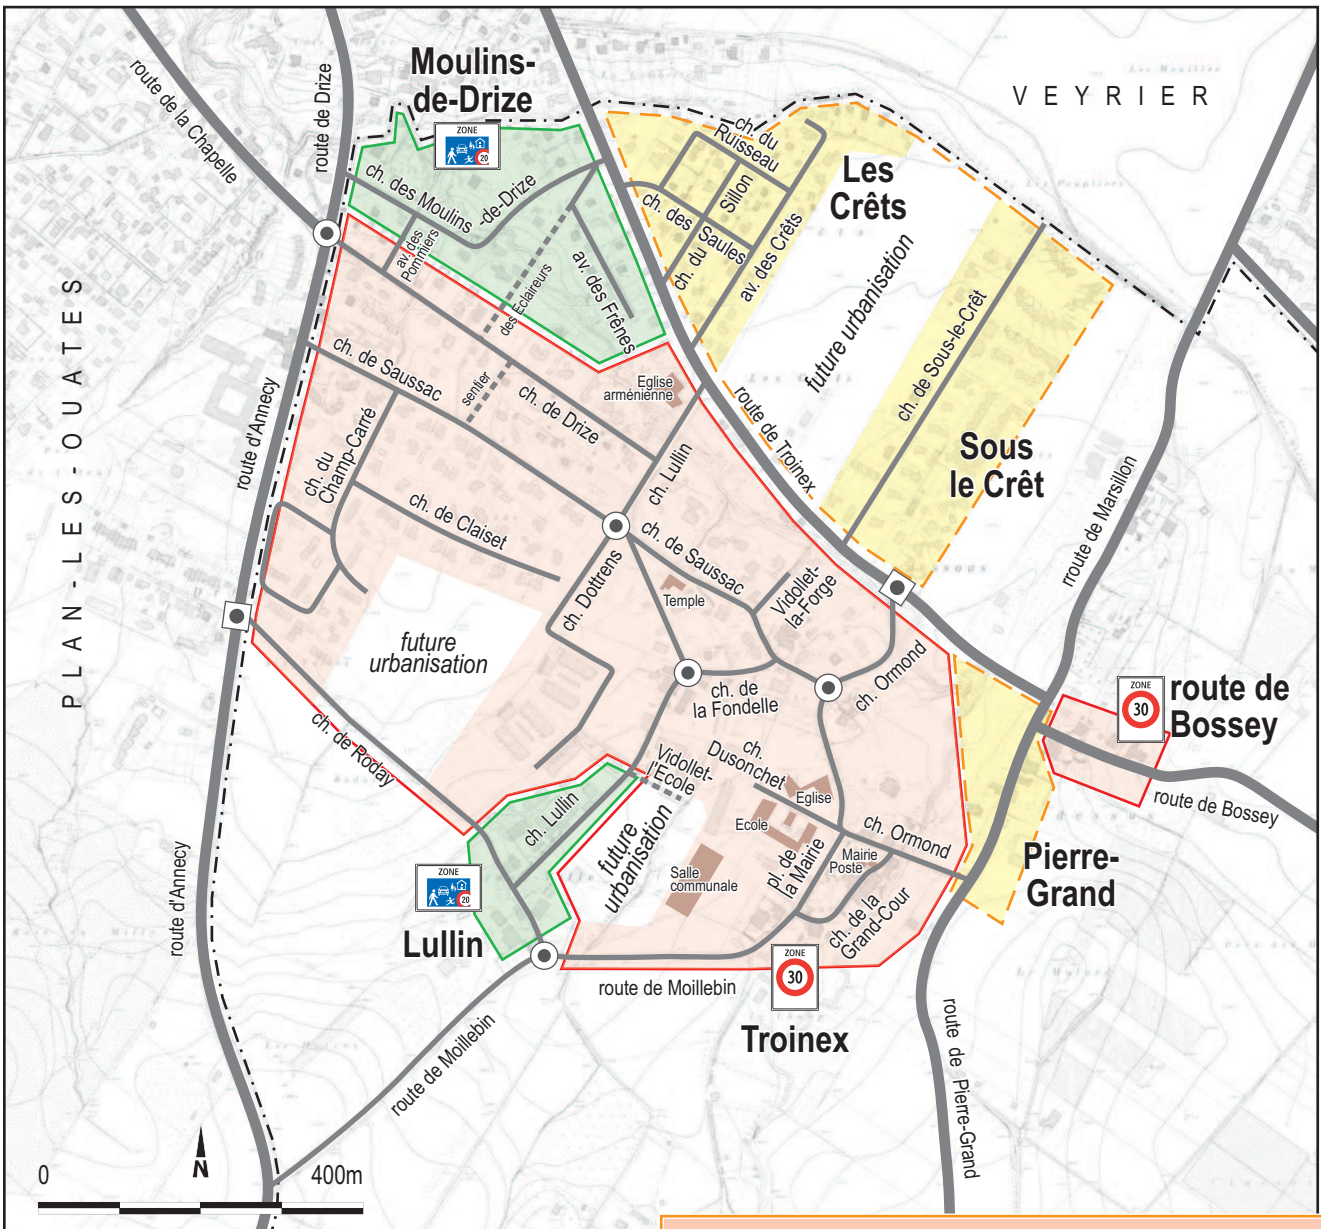 Moulins-
de-Drize
VEYRIER
route de la Chapelle
route de Drize
ZONE
20
ch. du
Ruisseau
Les
Crêts
ch. des Moulins
-de-Drize
Sillon
ch. des
Saules
ch. du
av. des Crêts
av. des
Pommiers
des Eclaireurs
av. des Frênes
future urbanisation
ch. de Sous-le-Crêt
PLAN-LES-OUATES
ch. de Saussac
sentier
ch. de Drize
Eglise
arménienne
route de Troinex
Sous
le Crêt
route d'Annecy
ch. du
Champ-Carré
ch. Lullin
ch. de Claiset
ch. de Saussac
rroute de Marsillon
ch. Dottrens
Temple
Vidollet-
la-Forge
future
urbanisation
ch. de
la Fondelle
ch. Ormond
ZONE
30
route de
Bossey
ch. de Roday
Vidollet-
l'Ecole
ch.
Dusonchet
Eglise
route de Bossey
ch. Lullin
future
urbanisation
Ecole
ch. Ormond
pl. de
la Mairie
Mairie
Poste
Pierre-
Grand
ZONE
20
Salle
communale
ch. de la
Grand-Cour
route d'Annecy
Lullin
ZONE
30
route de Moillebin
Troinex
route de Moillebin
route de Pierre-Grand
N
0
400m